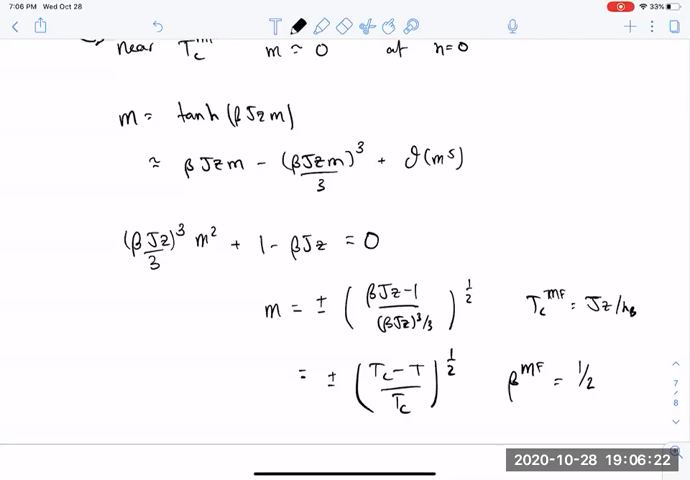 7:06 PM Wed Oct 28
33%
near T_c^{MF} m ≃ 0 at h=0
m = tanh (βJzm)
≃ βJzm - (βJzm)^3/3 + O(m^5)
(βJz)^3/3 m^2 + 1 - βJz = 0
m = ± ( (βJz-1)/((βJz)^3/3) )^{1/2} T_c^{MF} = Jz/k_B
= ± ( (T_c - T)/T_c )^{1/2} β^{MF} = 1/2
7
/
8
2020-10-28 19:06:22